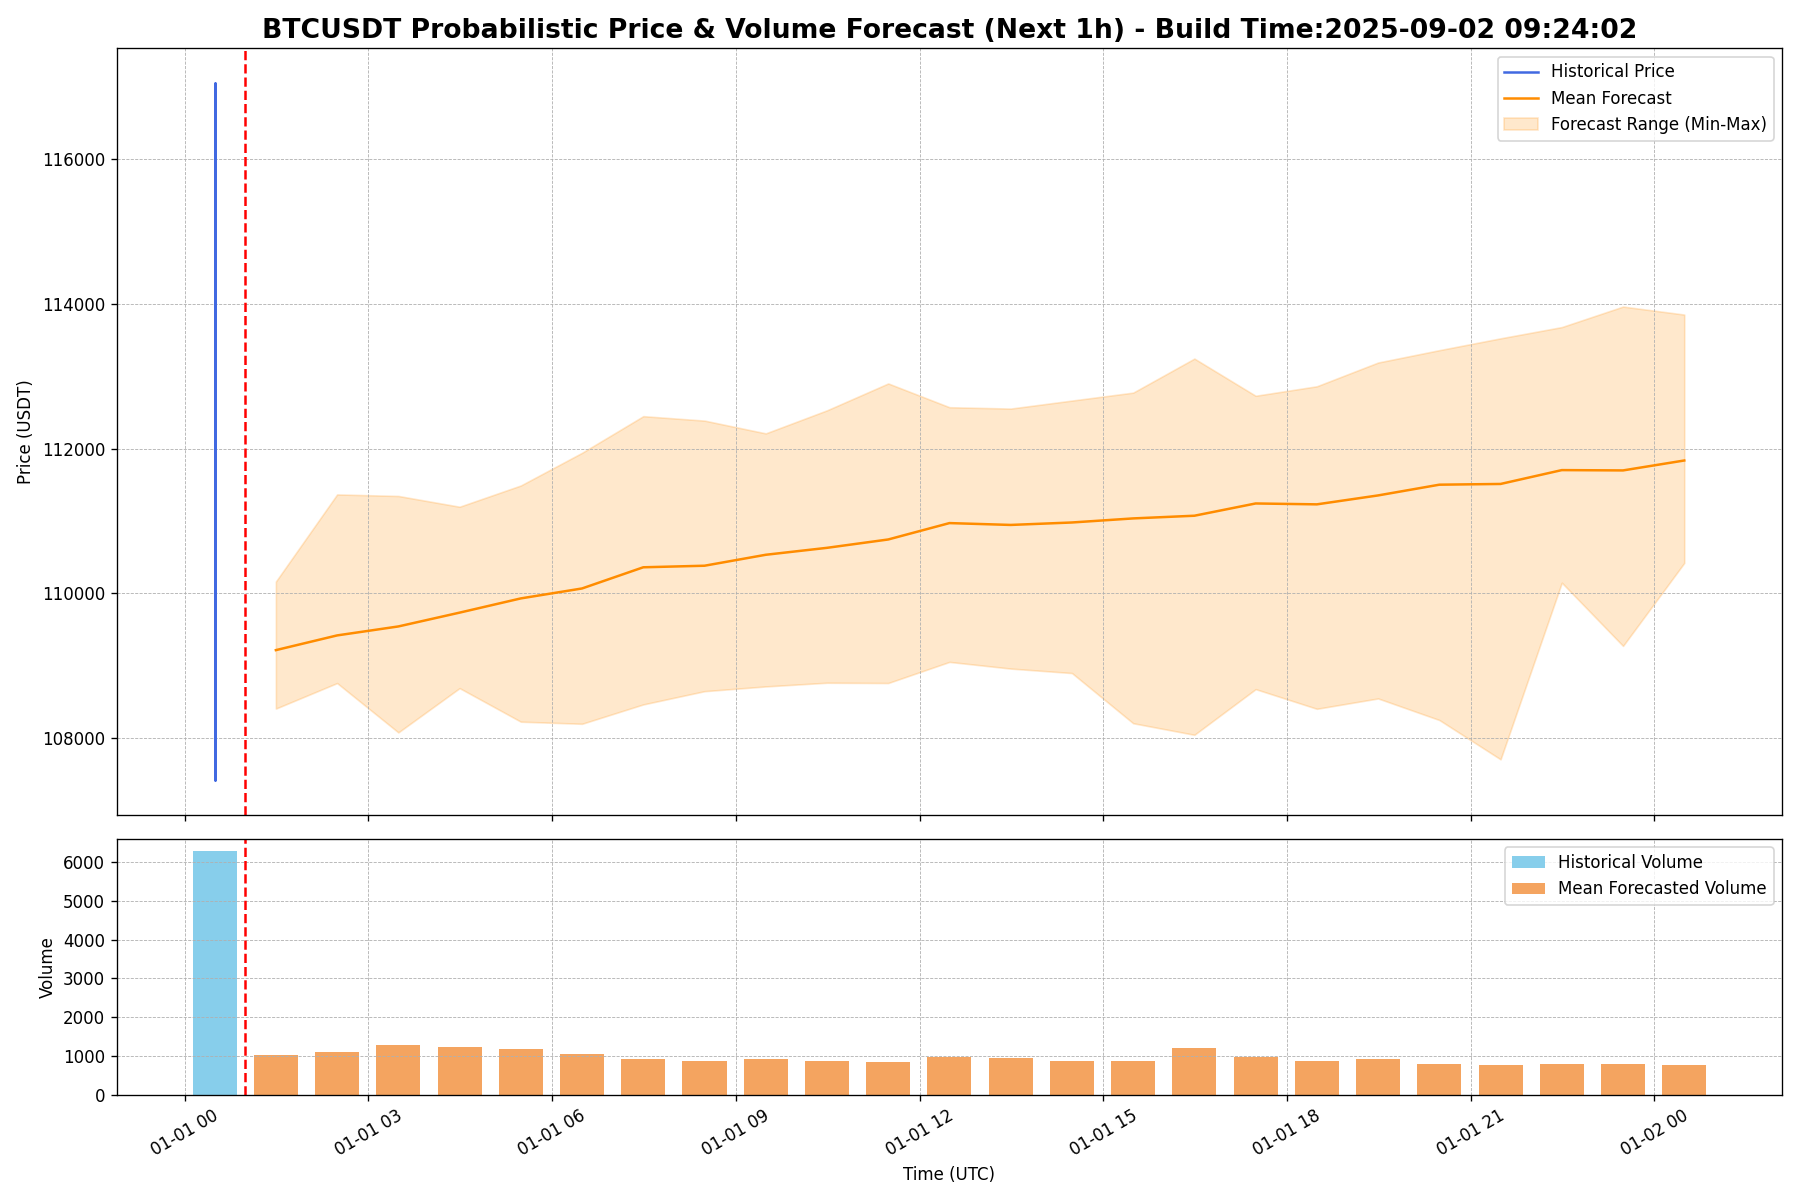 BTCUSDT Probabilistic Price & Volume Forecast (Next 1h) - Build Time:2025-09-02 09:24:02
Historical Price
Mean Forecast
Forecast Range (Min-Max)
Price (USDT)
116000
114000
112000
110000
108000
Historical Volume
Mean Forecasted Volume
Volume
6000
5000
4000
3000
2000
1000
0
01-01 00
01-01 03
01-01 06
01-01 09
01-01 12
01-01 15
01-01 18
01-01 21
01-02 00
Time (UTC)